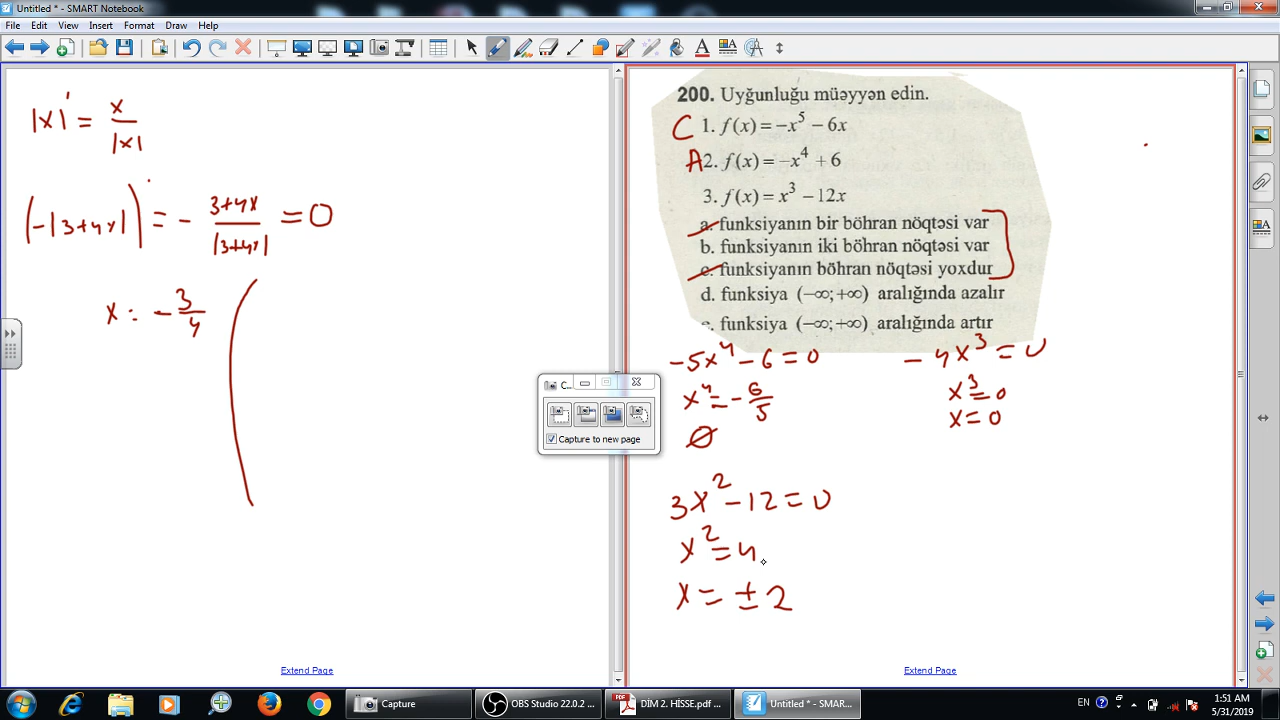 Untitled * - SMART Notebook
File Edit View Insert Format Draw Help
|x|' = x / |x|
(-|3+4x|)' = - 3+4x / |3+4x| = 0
x = - 3/4
200. Uyğunluğu müəyyən edin.
C 1. f(x) = -x⁵ - 6x
A 2. f(x) = -x⁴ + 6
3. f(x) = x³ - 12x
a. funksiyanın bir böhran nöqtəsi var
b. funksiyanın iki böhran nöqtəsi var
c. funksiyanın böhran nöqtəsi yoxdur
d. funksiya (-∞; +∞) aralığında azalır
e. funksiya (-∞; +∞) aralığında artır
-5x⁴ - 6 = 0
x⁴ = - 6/5
∅
-4x³ = 0
x³ = 0
x = 0
3x² - 12 = 0
x² = 4
x = ± 2
C...
Capture to new page
Extend Page
Extend Page
Capture
OBS Studio 22.0.2 ...
DİM 2. HİSSE.pdf ...
Untitled * - SMAR...
EN
1:51 AM
5/31/2019